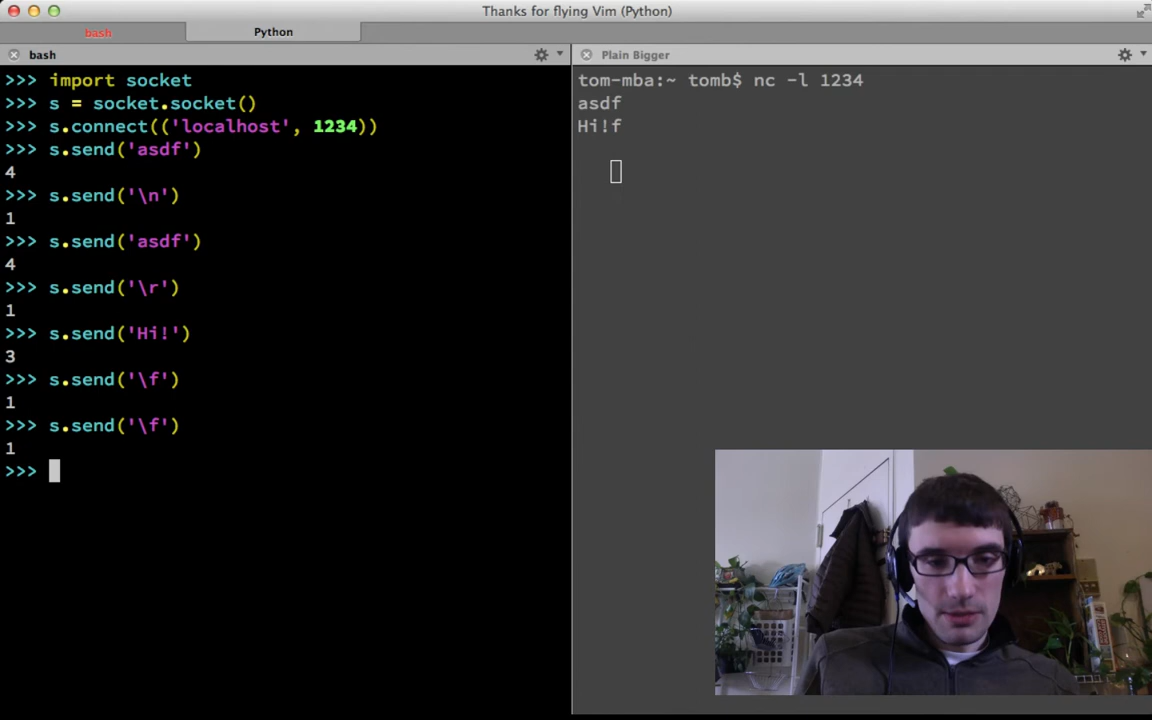 Thanks for flying Vim (Python)
bash
Python
bash
Plain Bigger
>>> import socket
>>> s = socket.socket()
>>> s.connect(('localhost', 1234))
>>> s.send('asdf')
4
>>> s.send('\n')
1
>>> s.send('asdf')
4
>>> s.send('\r')
1
>>> s.send('Hi!')
3
>>> s.send('\f')
1
>>> s.send('\f')
1
>>>
tom-mba:~ tomb$ nc -l 1234
asdf
Hi!f